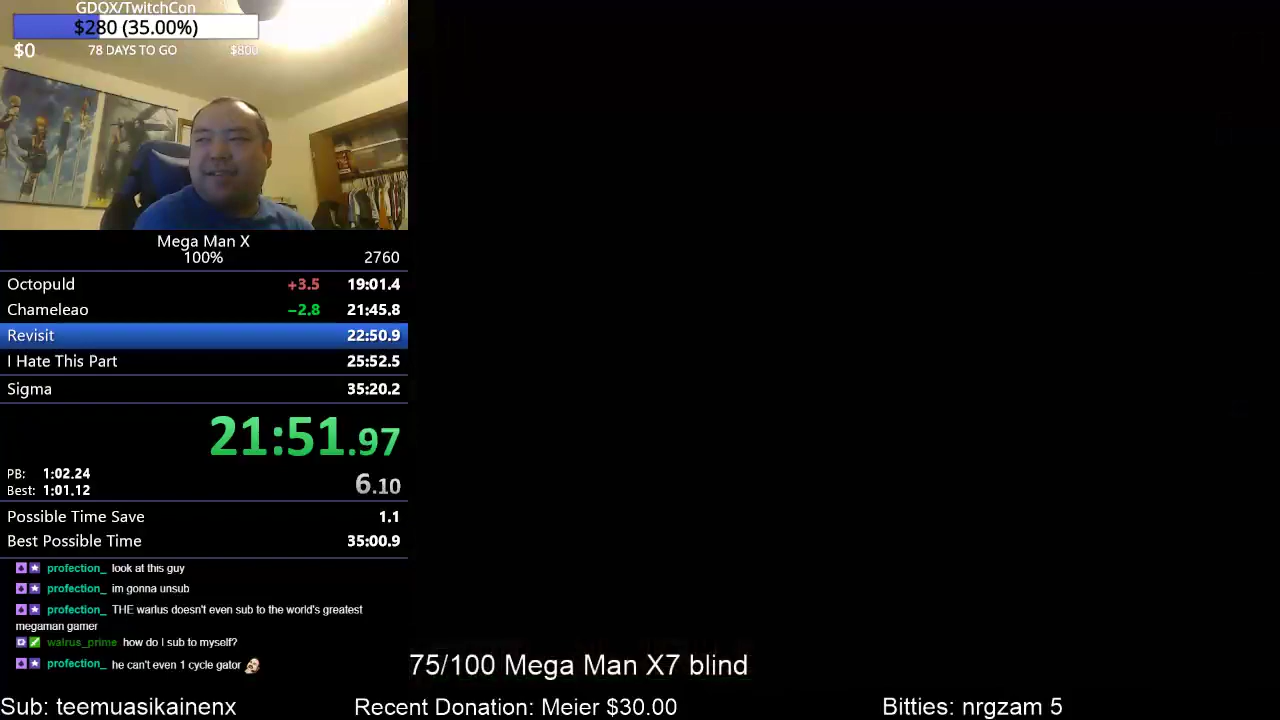 GDOX/TwitchCon
$280 (35.00%)
$0 78 DAYS TO GO $800
Mega Man X
100% 2760
Octopuld +3.5 19:01.4
Chameleao −2.8 21:45.8
Revisit 22:50.9
I Hate This Part 25:52.5
Sigma 35:20.2
21:51.97
PB: 1:02.24
Best: 1:01.12
6.10
Possible Time Save 1.1
Best Possible Time 35:00.9
profection_ look at this guy
profection_ im gonna unsub
profection_ THE warlus doesn't even sub to the world's greatest
megaman gamer
walrus_prime how do I sub to myself?
profection_ he can't even 1 cycle gator
75/100 Mega Man X7 blind
Sub: teemuasikainenx Recent Donation: Meier $30.00 Bitties: nrgzam 5